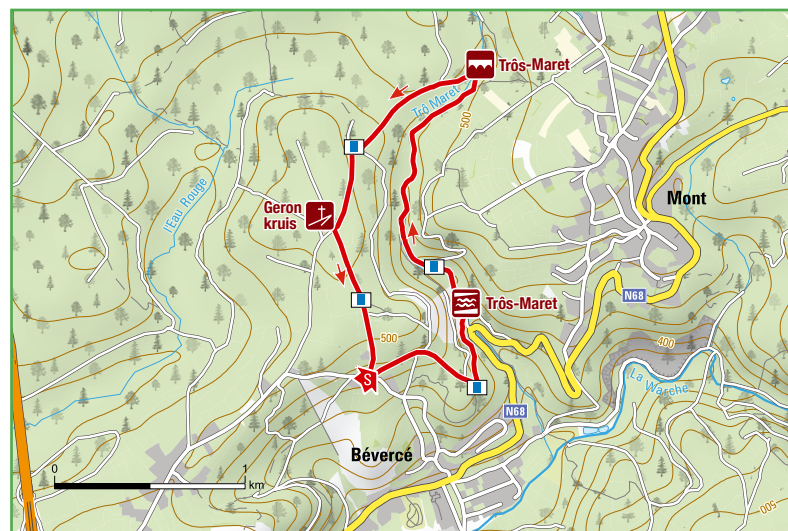 Trôs-Maret
Trô Maret
500
l'Eau Rouge
Geron
kruis
Mont
N68
Trôs-Maret
500
400
S
La Warche
N68
Bévercé
0
1
km
500